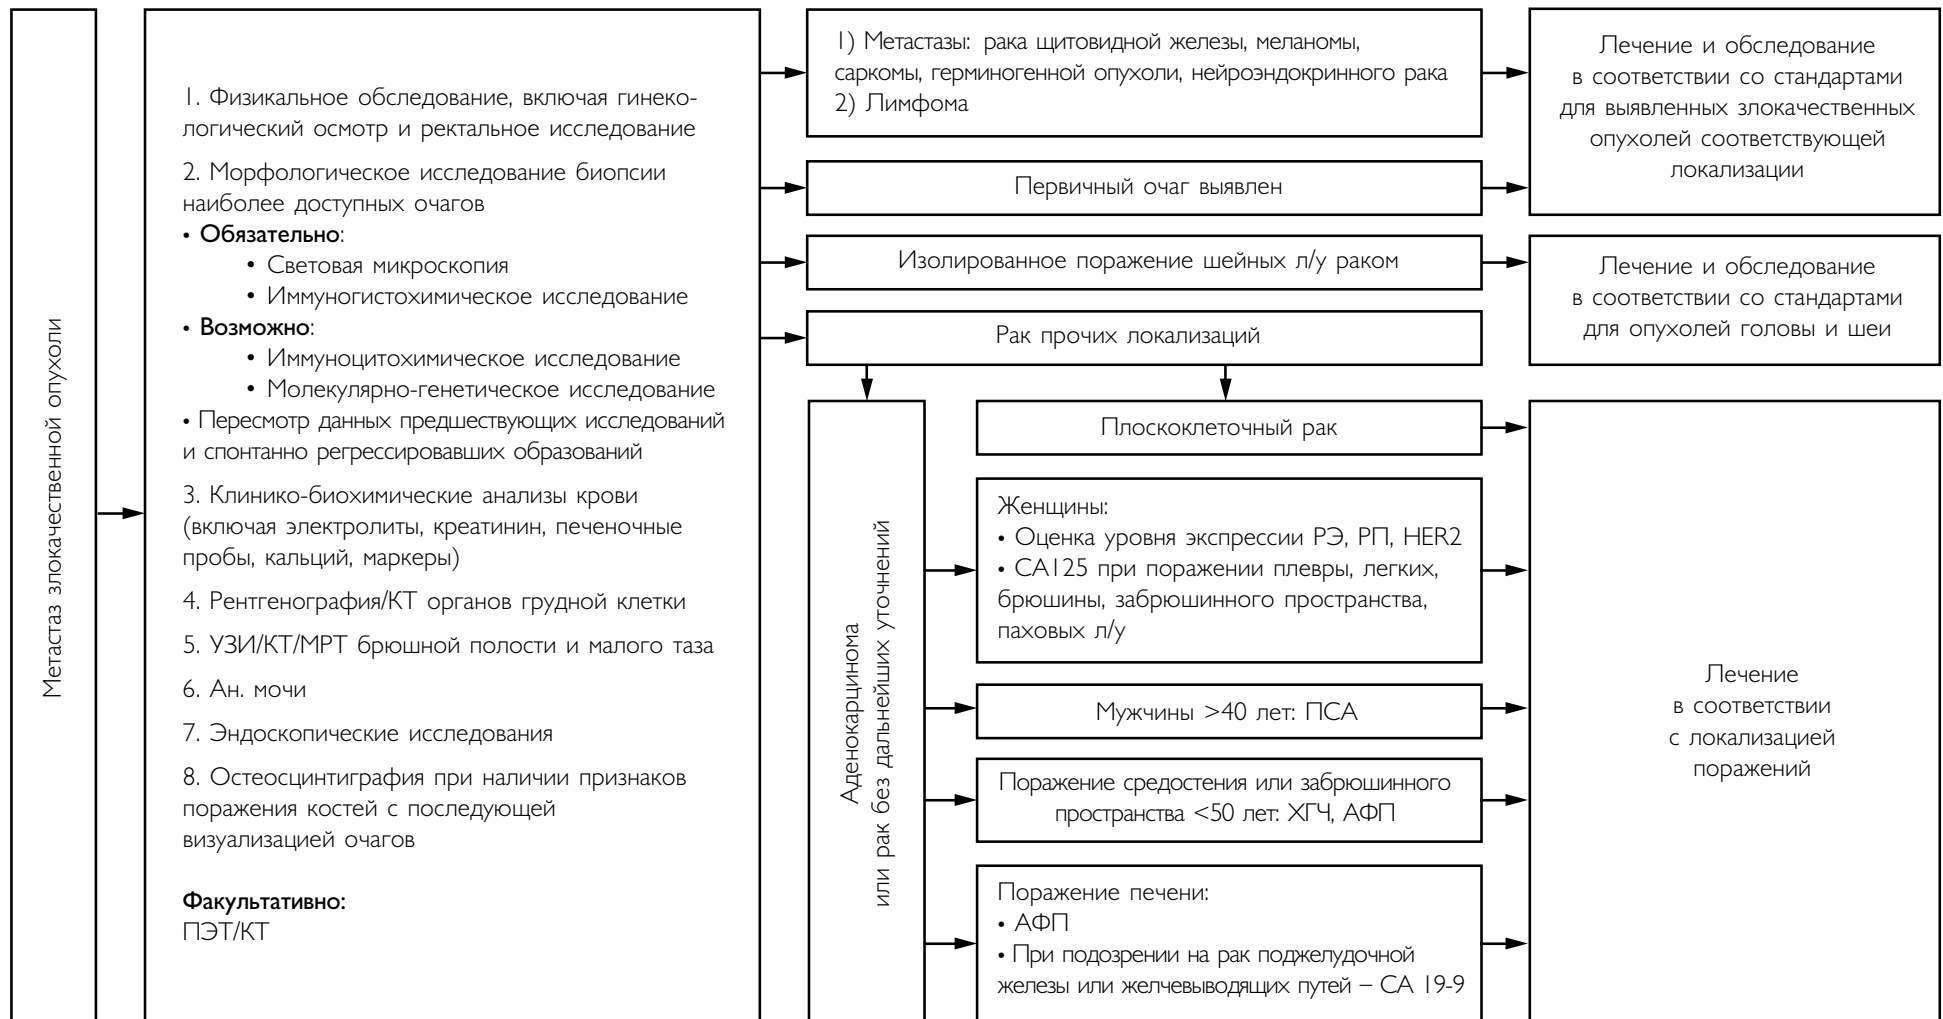 Метастаз злокачественной опухоли
1. Физикальное обследование, включая гинеко-
логический осмотр и ректальное исследование
2. Морфологическое исследование биопсии
наиболее доступных очагов
• Обязательно:
• Световая микроскопия
• Иммуногистохимическое исследование
• Возможно:
• Иммуноцитохимическое исследование
• Молекулярно-генетическое исследование
• Пересмотр данных предшествующих исследований
и спонтанно регрессировавших образований
3. Клинико-биохимические анализы крови
(включая электролиты, креатинин, печеночные
пробы, кальций, маркеры)
4. Рентгенография/КТ органов грудной клетки
5. УЗИ/КТ/МРТ брюшной полости и малого таза
6. Ан. мочи
7. Эндоскопические исследования
8. Остеосцинтиграфия при наличии признаков
поражения костей с последующей
визуализацией очагов
Факультативно:
ПЭТ/КТ
1) Метастазы: рака щитовидной железы, меланомы,
саркомы, герминогенной опухоли, нейроэндокринного рака
2) Лимфома
Первичный очаг выявлен
Лечение и обследование
в соответствии со стандартами
для выявленных злокачественных
опухолей соответствующей
локализации
Изолированное поражение шейных л/у раком
Лечение и обследование
в соответствии со стандартами
для опухолей головы и шеи
Рак прочих локализаций
Аденокарцинома
или рак без дальнейших уточнений
Плоскоклеточный рак
Женщины:
• Оценка уровня экспрессии РЭ, РП, HER2
• СА125 при поражении плевры, легких,
брюшины, забрюшинного пространства,
паховых л/у
Мужчины >40 лет: ПСА
Поражение средостения или забрюшинного
пространства <50 лет: ХГЧ, АФП
Поражение печени:
• АФП
• При подозрении на рак поджелудочной
железы или желчевыводящих путей – СА 19-9
Лечение
в соответствии
с локализацией
поражений